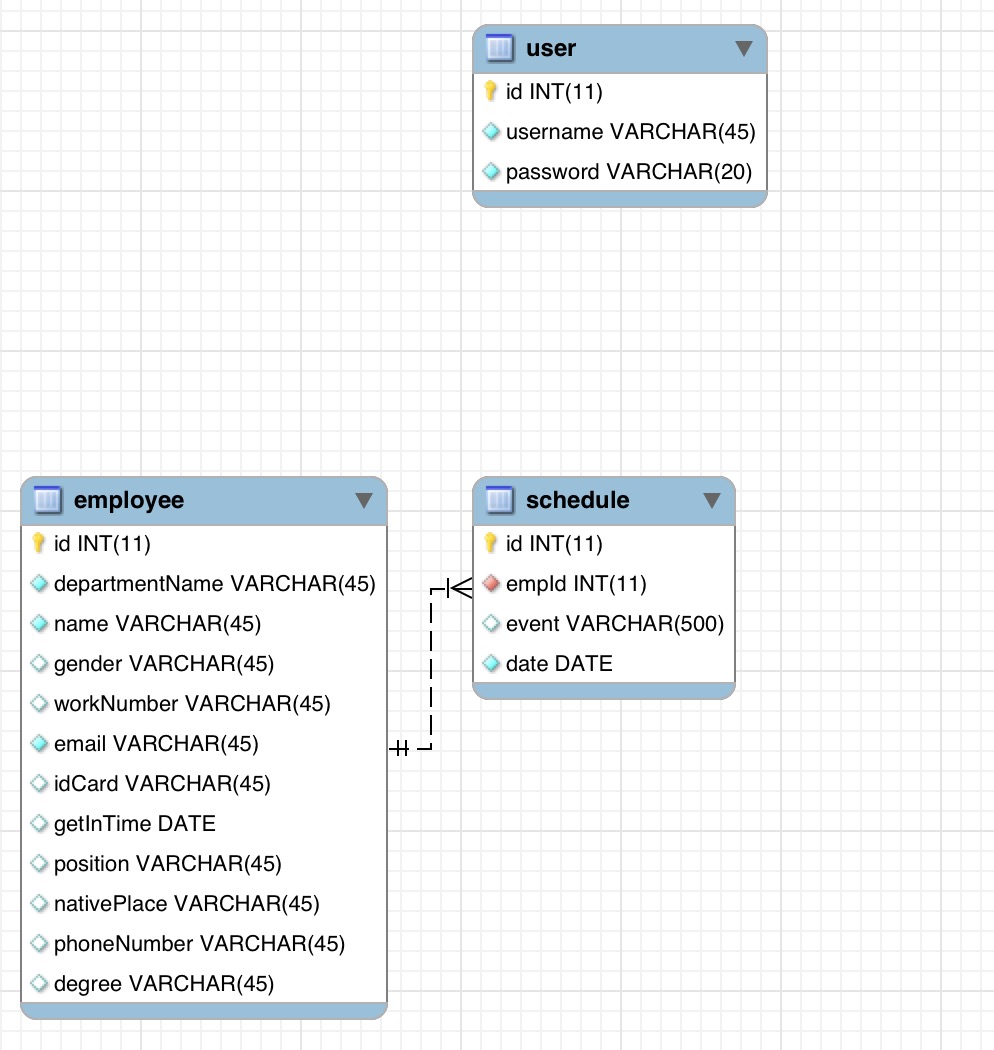 user
id INT(11)
username VARCHAR(45)
password VARCHAR(20)
employee
id INT(11)
departmentName VARCHAR(45)
name VARCHAR(45)
gender VARCHAR(45)
workNumber VARCHAR(45)
email VARCHAR(45)
idCard VARCHAR(45)
getInTime DATE
position VARCHAR(45)
nativePlace VARCHAR(45)
phoneNumber VARCHAR(45)
degree VARCHAR(45)
schedule
id INT(11)
empId INT(11)
event VARCHAR(500)
date DATE